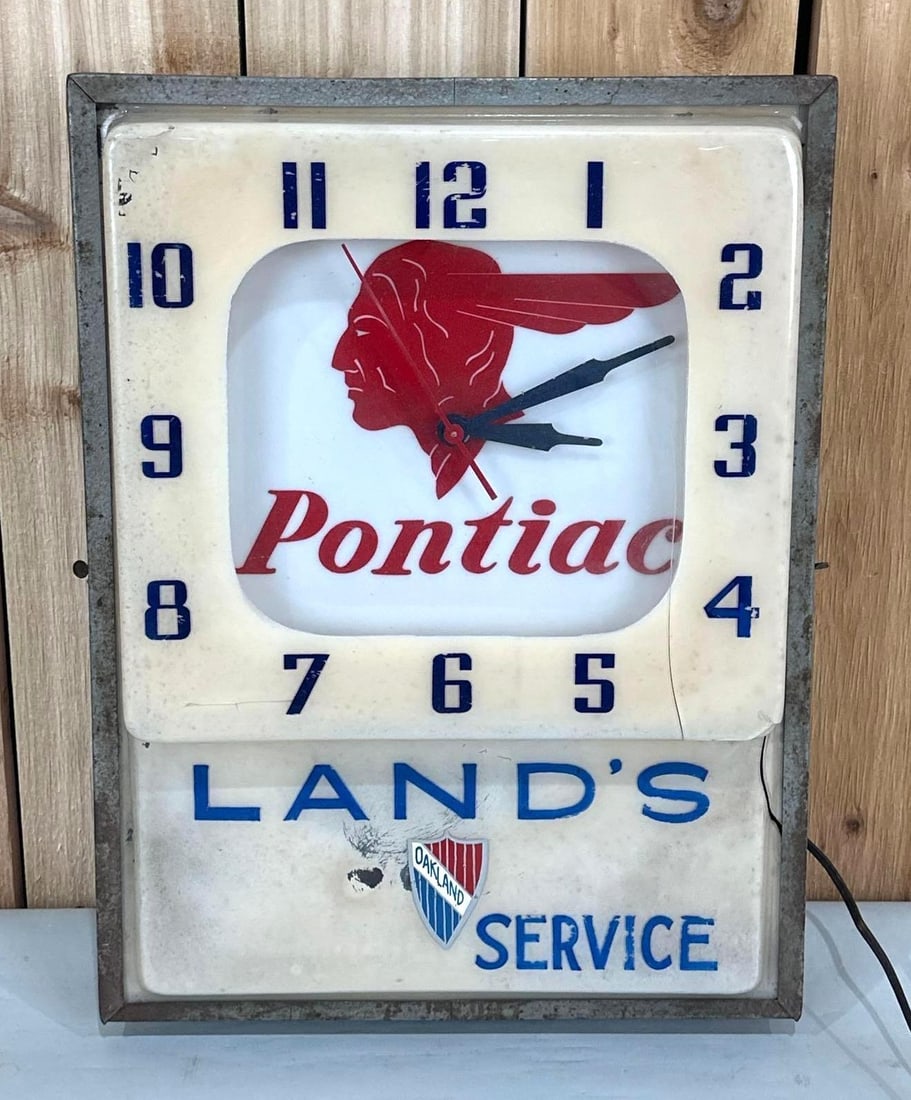 11 12 1
10 2
9 3
8 4
7 6 5
Pontiac
LAND'S
OAKLAND
SERVICE